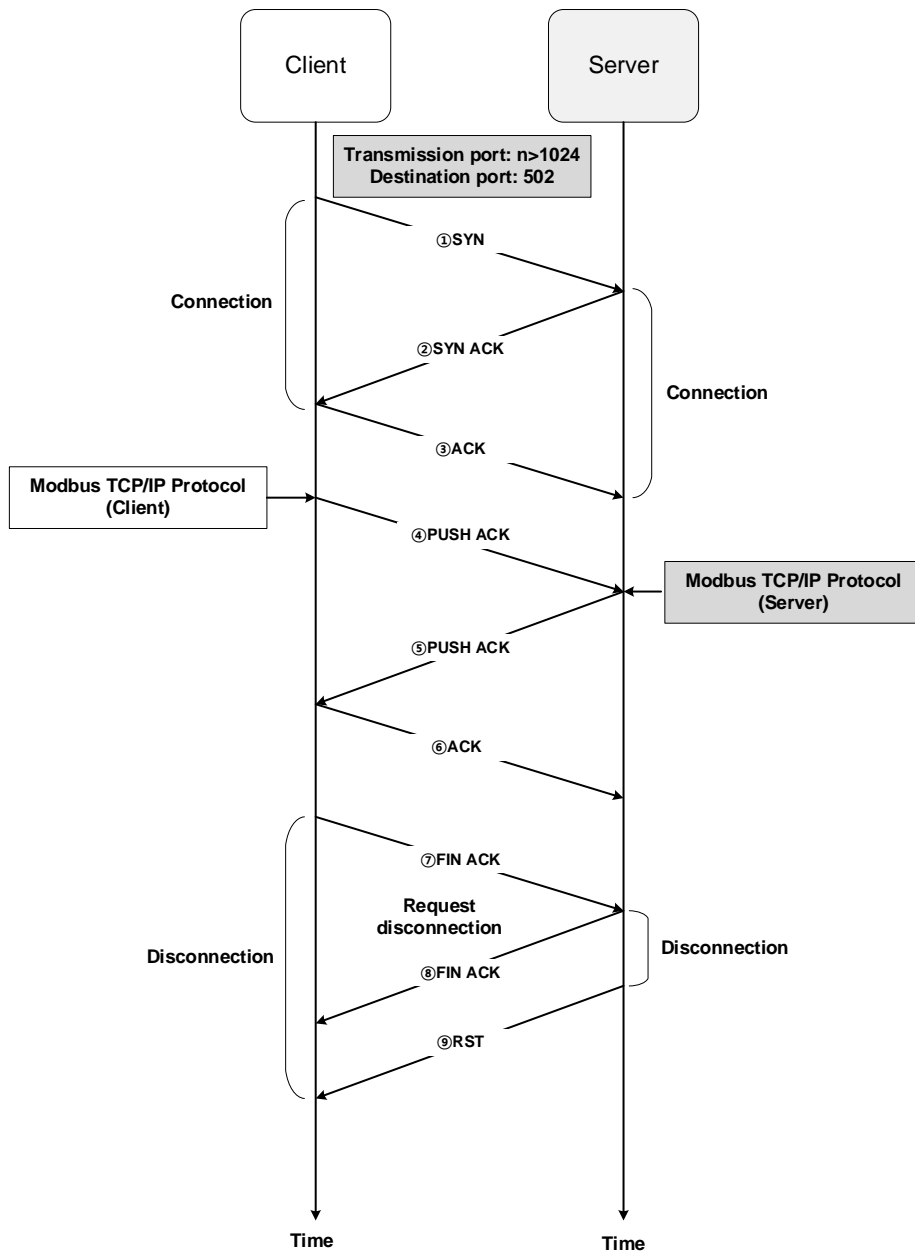 Client
Server
Transmission port: n>1024
Destination port: 502
①SYN
Connection
②SYN ACK
Connection
③ACK
Modbus TCP/IP Protocol
(Client)
④PUSH ACK
Modbus TCP/IP Protocol
(Server)
⑤PUSH ACK
⑥ACK
⑦FIN ACK
Request
disconnection
Disconnection
Disconnection
⑧FIN ACK
⑨RST
Time
Time